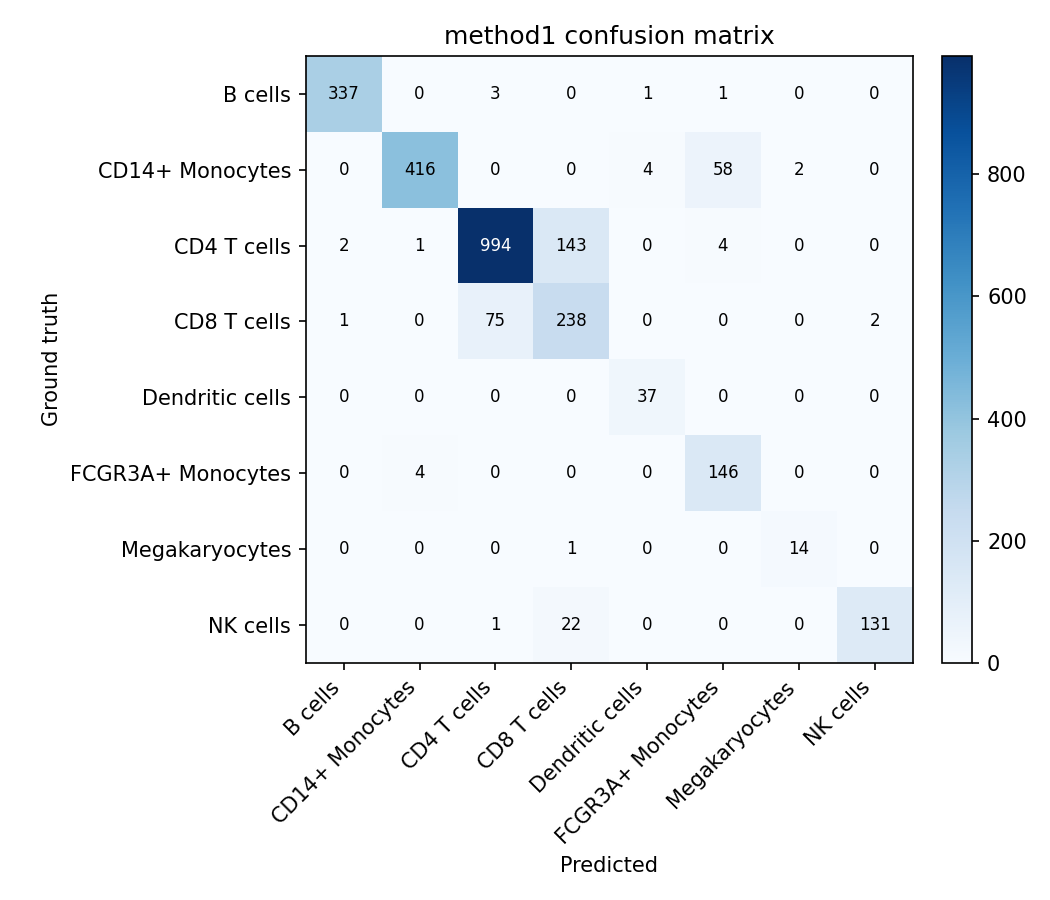 method1 confusion matrix
Ground truth
B cells 337 0 3 0 1 1 0 0
CD14+ Monocytes 0 416 0 0 4 58 2 0
CD4 T cells 2 1 994 143 0 4 0 0
CD8 T cells 1 0 75 238 0 0 0 2
Dendritic cells 0 0 0 0 37 0 0 0
FCGR3A+ Monocytes 0 4 0 0 0 146 0 0
Megakaryocytes 0 0 0 1 0 0 14 0
NK cells 0 0 1 22 0 0 0 131
B cells
CD14+ Monocytes
CD4 T cells
CD8 T cells
Dendritic cells
FCGR3A+ Monocytes
Megakaryocytes
NK cells
Predicted
800
600
400
200
0